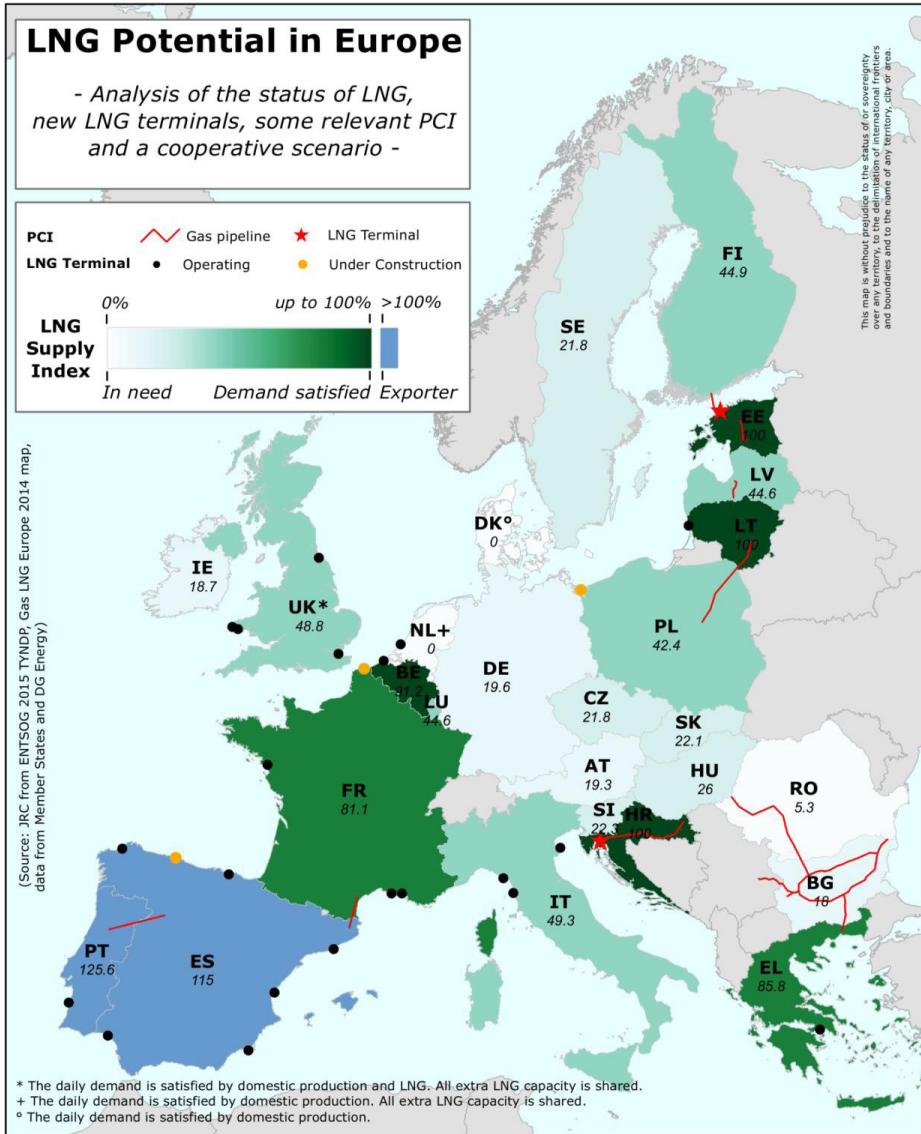 LNG Potential in Europe
- Analysis of the status of LNG,
new LNG terminals, some relevant PCI
and a cooperative scenario -
PCI
Gas pipeline
LNG Terminal
LNG Terminal
Operating
Under Construction
0%
up to 100%
>100%
LNG
Supply
Index
In need
Demand satisfied
Exporter
This map is without prejudice to the status of or sovereignty
over any territory, to the delimitation of international frontiers
and boundaries and to the name of any territory, city or area.
(Source: JRC from ENTSOG 2015 TYNDP, Gas LNG Europe 2014 map,
data from Member States and DG Energy)
FI
44.9
SE
21.8
EE
100
LV
44.6
LT
100
DK°
0
IE
18.7
UK*
48.8
NL+
0
BE
91.2
LU
44.6
DE
19.6
PL
42.4
CZ
21.8
SK
22.1
AT
19.3
HU
26
RO
5.3
SI
22.3
HR
100
FR
81.1
BG
18
IT
49.3
PT
125.6
ES
115
EL
85.8
* The daily demand is satisfied by domestic production and LNG. All extra LNG capacity is shared.
+ The daily demand is satisfied by domestic production. All extra LNG capacity is shared.
° The daily demand is satisfied by domestic production.